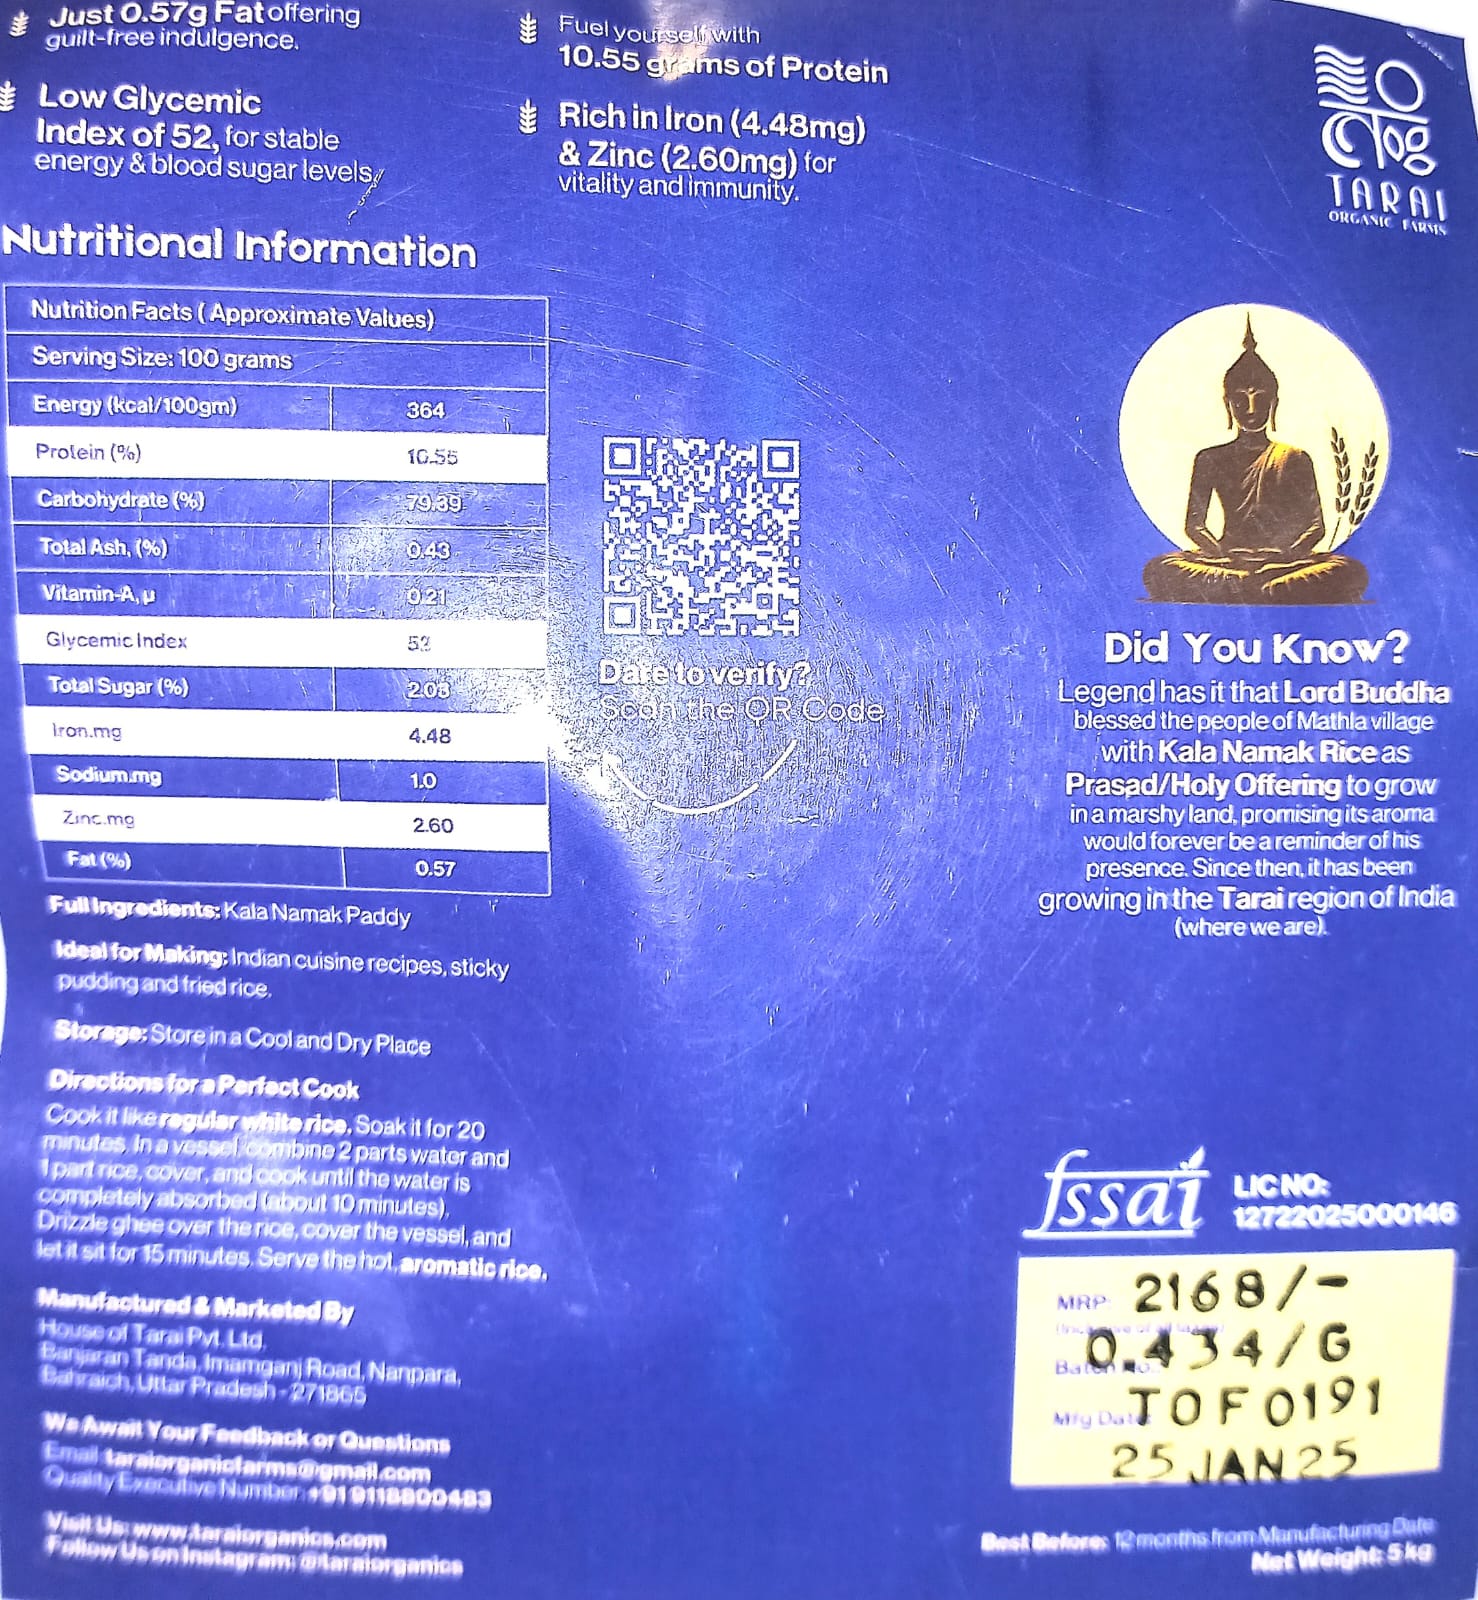 Just 0.57g Fat offering
guilt-free indulgence.
Low Glycemic
Index of 52, for stable
energy & blood sugar levels,
Fuel yourself with
10.55 grams of Protein
Rich in Iron (4.48mg)
& Zinc (2.60mg) for
vitality and immunity.
TARAI
ORGANIC FARMS
Nutritional Information
Nutrition Facts ( Approximate Values)
Serving Size: 100 grams
Energy (kcal/100gm) 364
Protein (%) 10.55
Carbohydrate (%) 79.39
Total Ash, (%) 0.43
Vitamin-A, µ 0.21
Glycemic Index 52
Total Sugar (%) 2.03
Iron.mg 4.48
Sodium.mg 1.0
Zinc.mg 2.60
Fat (%) 0.57
Full Ingredients: Kala Namak Paddy
Ideal for Making: Indian cuisine recipes, sticky
pudding and fried rice.
Storage: Store in a Cool and Dry Place
Directions for a Perfect Cook
Cook it like regular white rice. Soak it for 20
minutes. In a vessel, combine 2 parts water and
1 part rice, cover, and cook until the water is
completely absorbed (about 10 minutes).
Drizzle ghee over the rice, cover the vessel, and
let it sit for 15 minutes. Serve the hot, aromatic rice.
Manufactured & Marketed By
House of Tarai Pvt. Ltd.
Banjaran Tanda, Imamganj Road, Nanpara,
Bahraich, Uttar Pradesh - 271865
We Await Your Feedback or Questions
Email: taraiorganicfarms@gmail.com
Quality Executive Number: +91 9118800483
Visit Us: www.taraiorganics.com
Follow Us on Instagram: @taraiorganics
Dare to verify?
Scan the QR Code
Did You Know?
Legend has it that Lord Buddha
blessed the people of Mathla village
with Kala Namak Rice as
Prasad/Holy Offering to grow
in a marshy land, promising its aroma
would forever be a reminder of his
presence. Since then, it has been
growing in the Tarai region of India
(where we are).
fssai
LIC NO:
12722025000146
MRP: 2168/-
(Inclusive of all taxes)
0.434/G
Batch No.:
TOF0191
Mfg Date:
25 JAN 25
Best Before: 12 months from Manufacturing Date
Net Weight: 5 kg